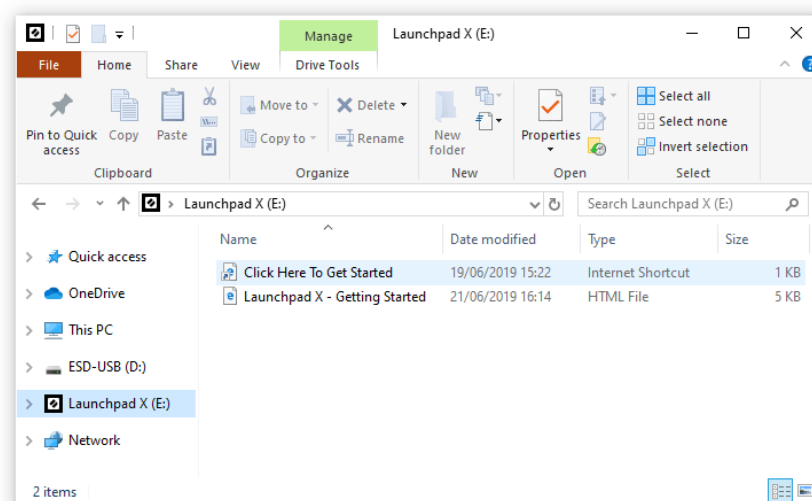 Manage
Launchpad X (E:)
File
Home
Share
View
Drive Tools
Pin to Quick access
Copy
Paste
Move to
Copy to
Delete
Rename
New folder
Properties
Select all
Select none
Invert selection
Clipboard
Organize
New
Open
Select
Launchpad X (E:)
Search Launchpad X (E:)
Name
Date modified
Type
Size
Quick access
OneDrive
This PC
ESD-USB (D:)
Launchpad X (E:)
Network
Click Here To Get Started 19/06/2019 15:22 Internet Shortcut 1 KB
Launchpad X - Getting Started 21/06/2019 16:14 HTML File 5 KB
2 items